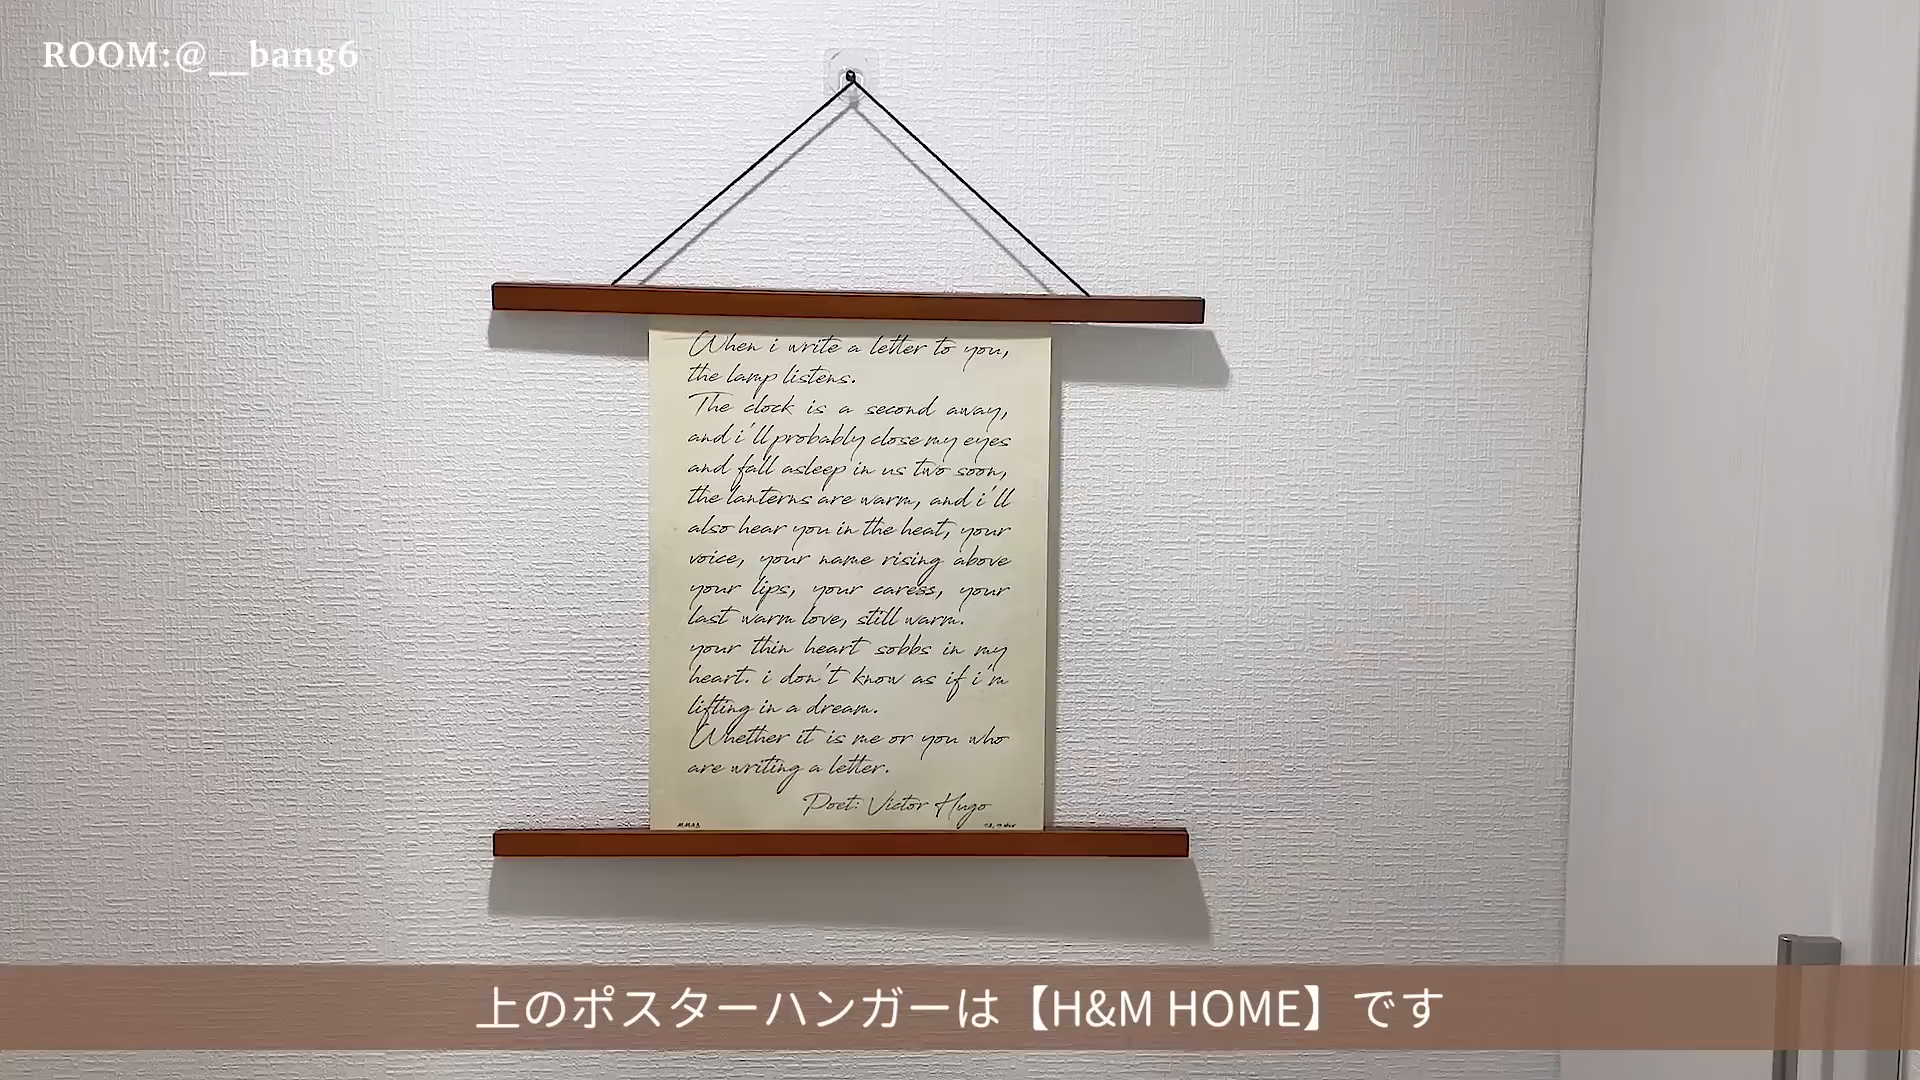 ROOM:@__bang6
When i write a letter to you,
the lamp listens.
The clock is a second away,
and i'll probably close my eyes
and fall asleep in us two soon,
the lanterns are warm, and i'll
also hear you in the heat, your
voice, your name rising above
your lips, your caress, your
last warm love, still warm.
your thin heart sobbs in my
heart. i don't know as if i'm
lifting in a dream.
Whether it is me or you who
are writing a letter.
Poet: Victor Hugo
上のポスターハンガーは【H&M HOME】です